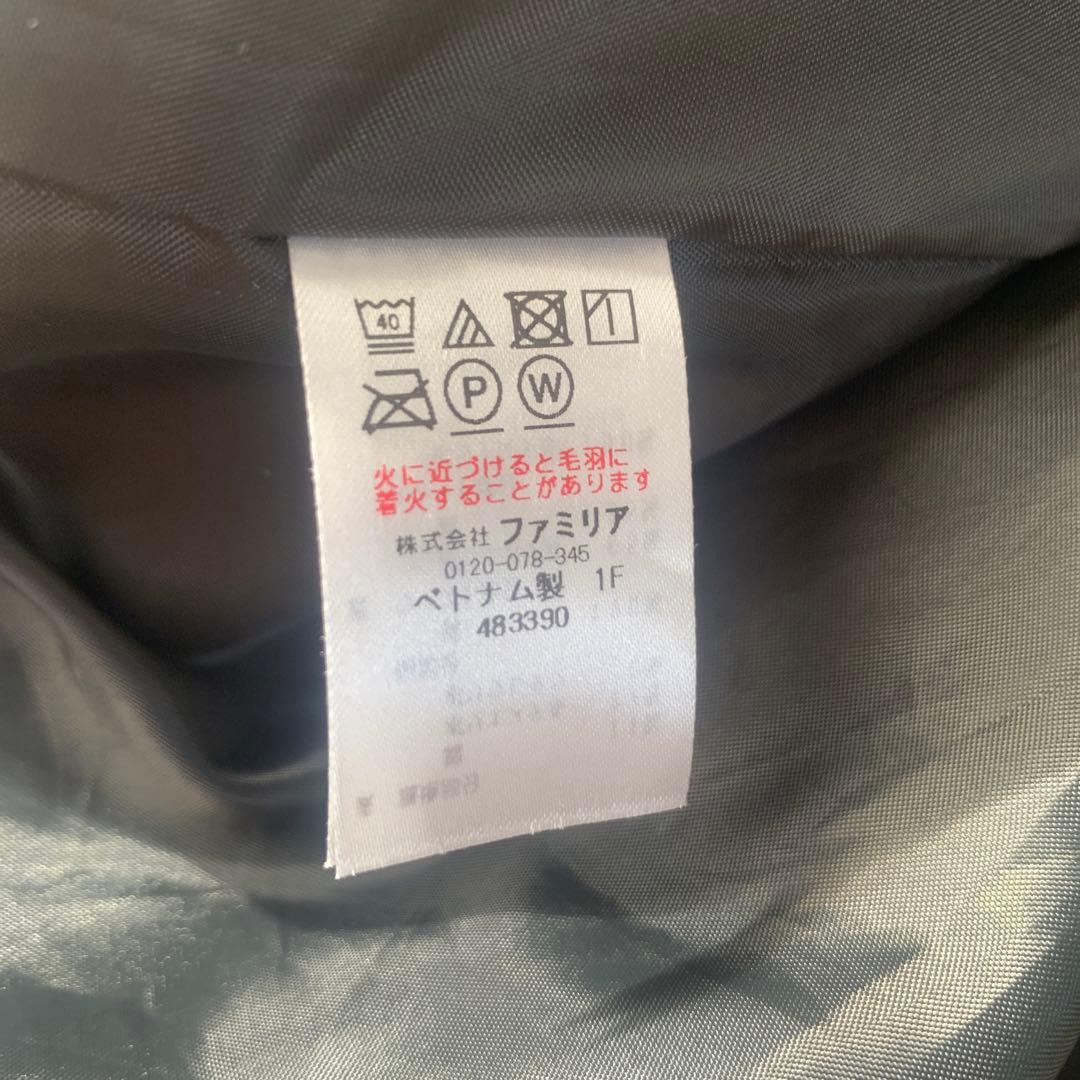 40
P W
火に近づけると毛羽に
着火することがあります
株式会社 ファミリア
0120-078-345
ベトナム製 1F
483390